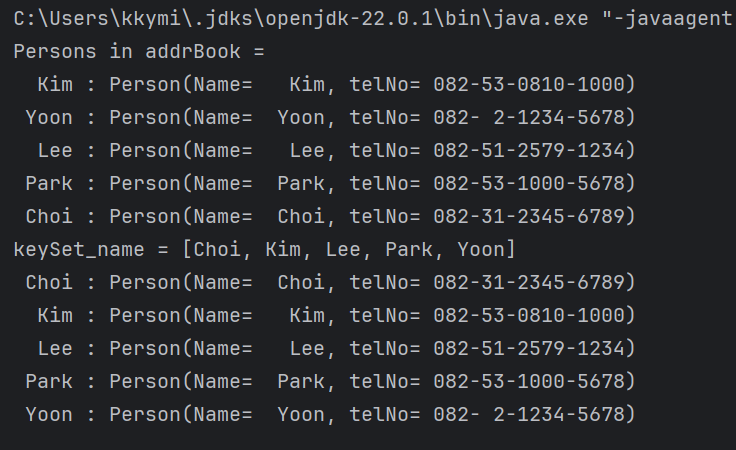 C:\Users\kkymi\.jdks\openjdk-22.0.1\bin\java.exe "-javaagent
Persons in addrBook =
  Kim : Person(Name=   Kim, telNo= 082-53-0810-1000)
 Yoon : Person(Name=  Yoon, telNo= 082- 2-1234-5678)
  Lee : Person(Name=   Lee, telNo= 082-51-2579-1234)
 Park : Person(Name=  Park, telNo= 082-53-1000-5678)
 Choi : Person(Name=  Choi, telNo= 082-31-2345-6789)
keySet_name = [Choi, Kim, Lee, Park, Yoon]
 Choi : Person(Name=  Choi, telNo= 082-31-2345-6789)
  Kim : Person(Name=   Kim, telNo= 082-53-0810-1000)
  Lee : Person(Name=   Lee, telNo= 082-51-2579-1234)
 Park : Person(Name=  Park, telNo= 082-53-1000-5678)
 Yoon : Person(Name=  Yoon, telNo= 082- 2-1234-5678)